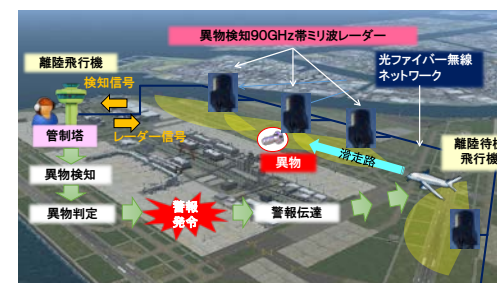 異物検知90GHz帯ミリ波レーダー
離陸飛行機
光ファイバー無線
ネットワーク
検知信号
管制塔
レーダー信号
離陸待機
飛行機
異物
滑走路
異物検知
異物判定
警報
発令
警報伝達